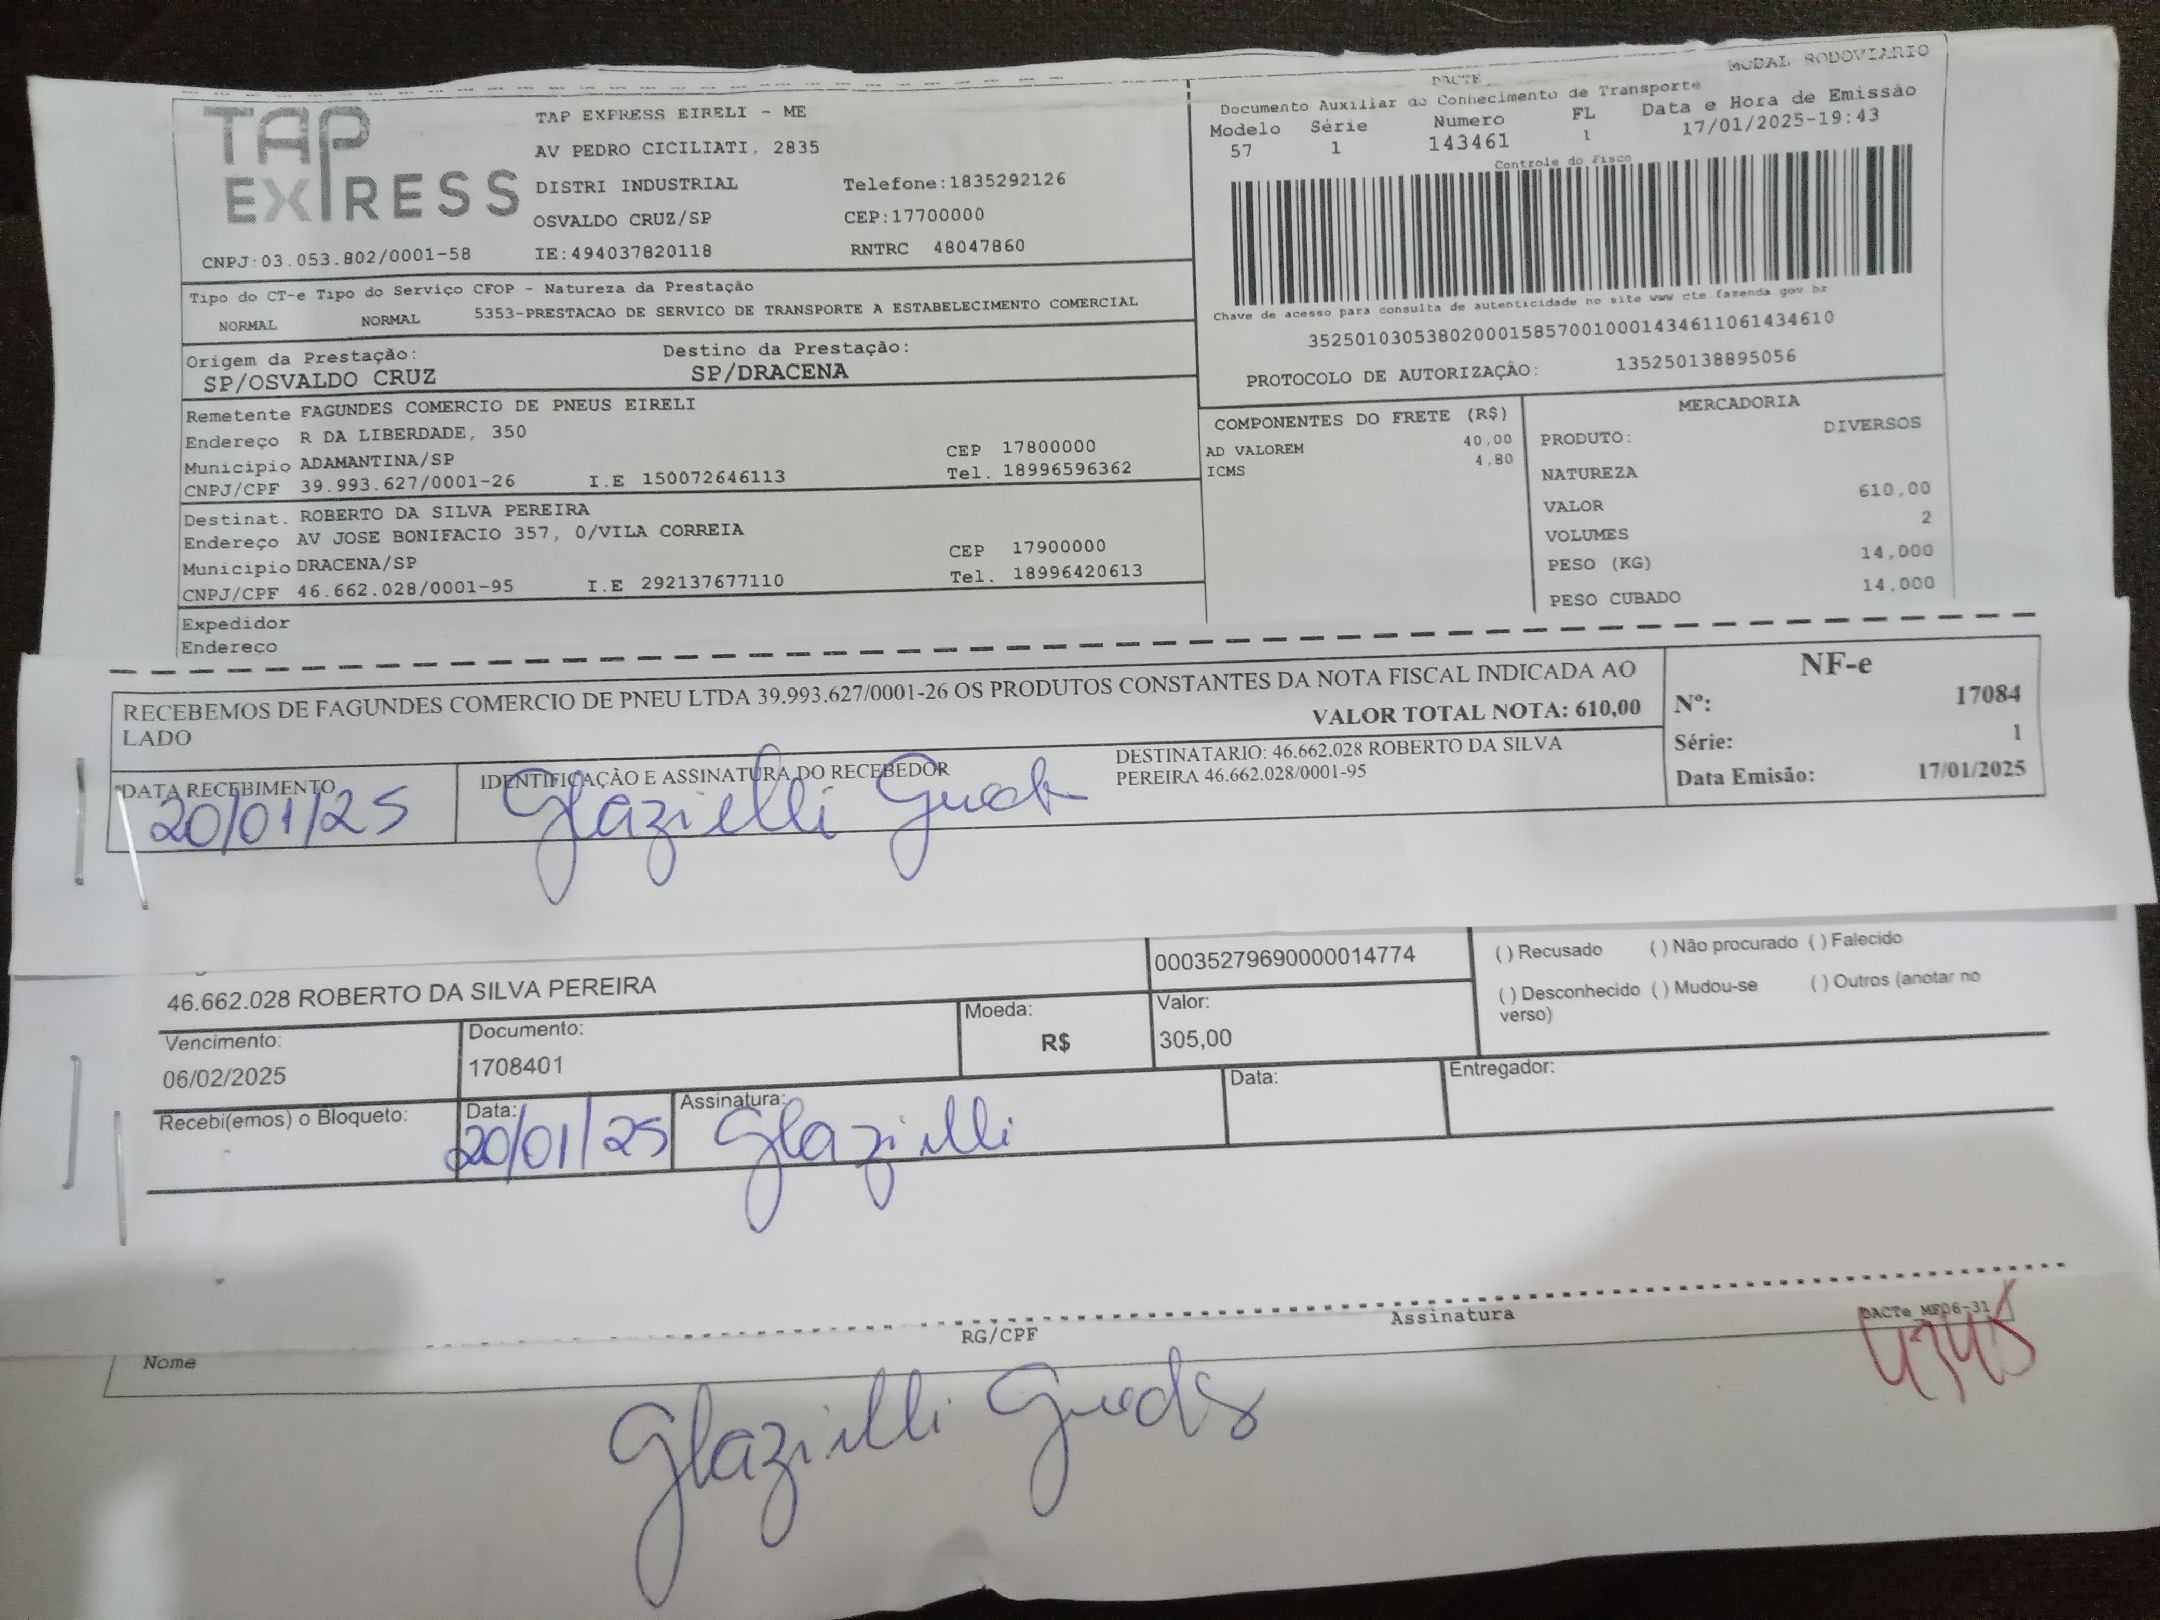 TAP EXPRESS
TAP EXPRESS EIRELI - ME
AV PEDRO CICILIATI, 2835
DISTRI INDUSTRIAL Telefone:1835292126
OSVALDO CRUZ/SP CEP:17700000
CNPJ:03.053.802/0001-58 IE:494037820118 RNTRC 48047860
DACTE MODAL RODOVIARIO
Documento Auxiliar do Conhecimento de Transporte
Modelo Série Numero FL Data e Hora de Emissão
57 1 143461 1 17/01/2025-19:43
Controle do Fisco
Chave de acesso para consulta de autenticidade no site www.cte.fazenda.gov.br
35250103053802000158570010001434611061434610
PROTOCOLO DE AUTORIZAÇÃO: 135250138895056
Tipo do CT-e Tipo do Serviço CFOP - Natureza da Prestação
NORMAL NORMAL 5353-PRESTACAO DE SERVICO DE TRANSPORTE A ESTABELECIMENTO COMERCIAL
Origem da Prestação: Destino da Prestação:
SP/OSVALDO CRUZ SP/DRACENA
Remetente FAGUNDES COMERCIO DE PNEUS EIRELI
Endereço R DA LIBERDADE, 350
Municipio ADAMANTINA/SP CEP 17800000
CNPJ/CPF 39.993.627/0001-26 I.E 150072646113 Tel. 18996596362
Destinat. ROBERTO DA SILVA PEREIRA
Endereço AV JOSE BONIFACIO 357, 0/VILA CORREIA
Municipio DRACENA/SP CEP 17900000
CNPJ/CPF 46.662.028/0001-95 I.E 292137677110 Tel. 18996420613
Expedidor
Endereço
COMPONENTES DO FRETE (R$)
AD VALOREM 40,00
ICMS 4,80
MERCADORIA
PRODUTO: DIVERSOS
NATUREZA
VALOR 610,00
VOLUMES 2
PESO (KG) 14,000
PESO CUBADO 14,000
RECEBEMOS DE FAGUNDES COMERCIO DE PNEU LTDA 39.993.627/0001-26 OS PRODUTOS CONSTANTES DA NOTA FISCAL INDICADA AO
LADO VALOR TOTAL NOTA: 610,00
DATA RECEBIMENTO IDENTIFICAÇÃO E ASSINATURA DO RECEBEDOR DESTINATARIO: 46.662.028 ROBERTO DA SILVA
PEREIRA 46.662.028/0001-95
20/01/25 Glazielli
NF-e
Nº: 17084
Série: 1
Data Emisão: 17/01/2025
46.662.028 ROBERTO DA SILVA PEREIRA 00035279690000014774
( ) Recusado ( ) Não procurado ( ) Falecido
( ) Desconhecido ( ) Mudou-se ( ) Outros (anotar no
verso)
Vencimento: Documento: Moeda: Valor:
06/02/2025 1708401 R$ 305,00
Recebi(emos) o Bloqueto: Data: Assinatura: Data: Entregador:
20/01/25 Glazielli
Nome RG/CPF Assinatura DACTe MF06-31
Glazielli Guedes